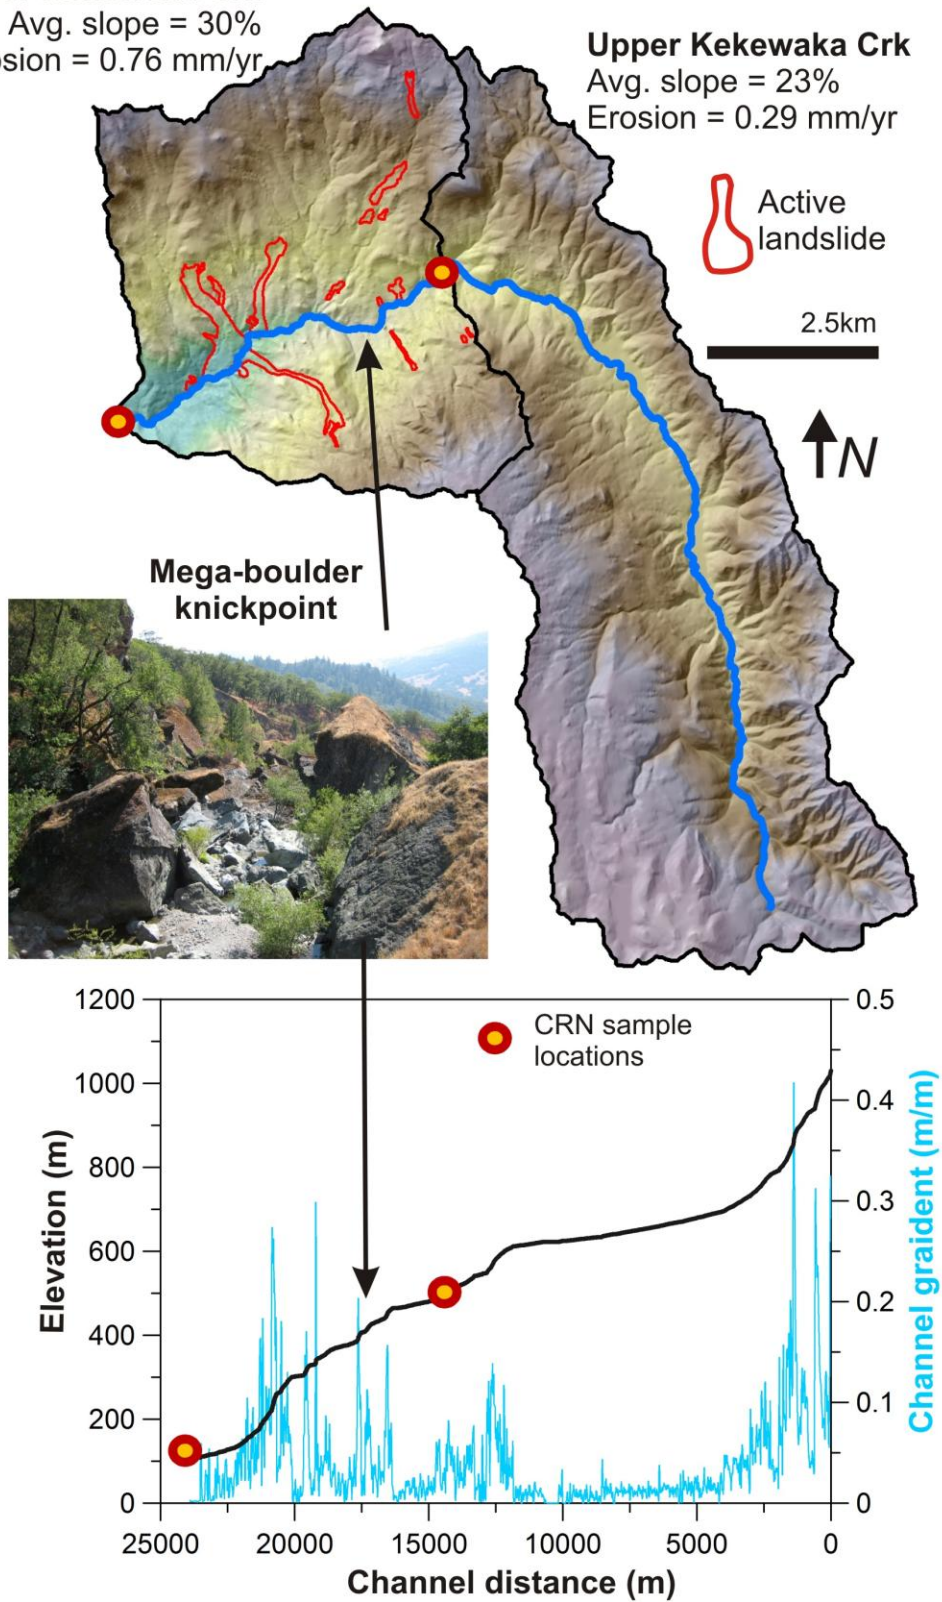 Avg. slope = 30%
osion = 0.76 mm/yr
Upper Kekewaka Crk
Avg. slope = 23%
Erosion = 0.29 mm/yr
Active
landslide
2.5km
N
Mega-boulder
knickpoint
1200
1000
800
600
400
200
0
Elevation (m)
CRN sample
locations
0.5
0.4
0.3
0.2
0.1
0
Channel graident (m/m)
25000 20000 15000 10000 5000 0
Channel distance (m)